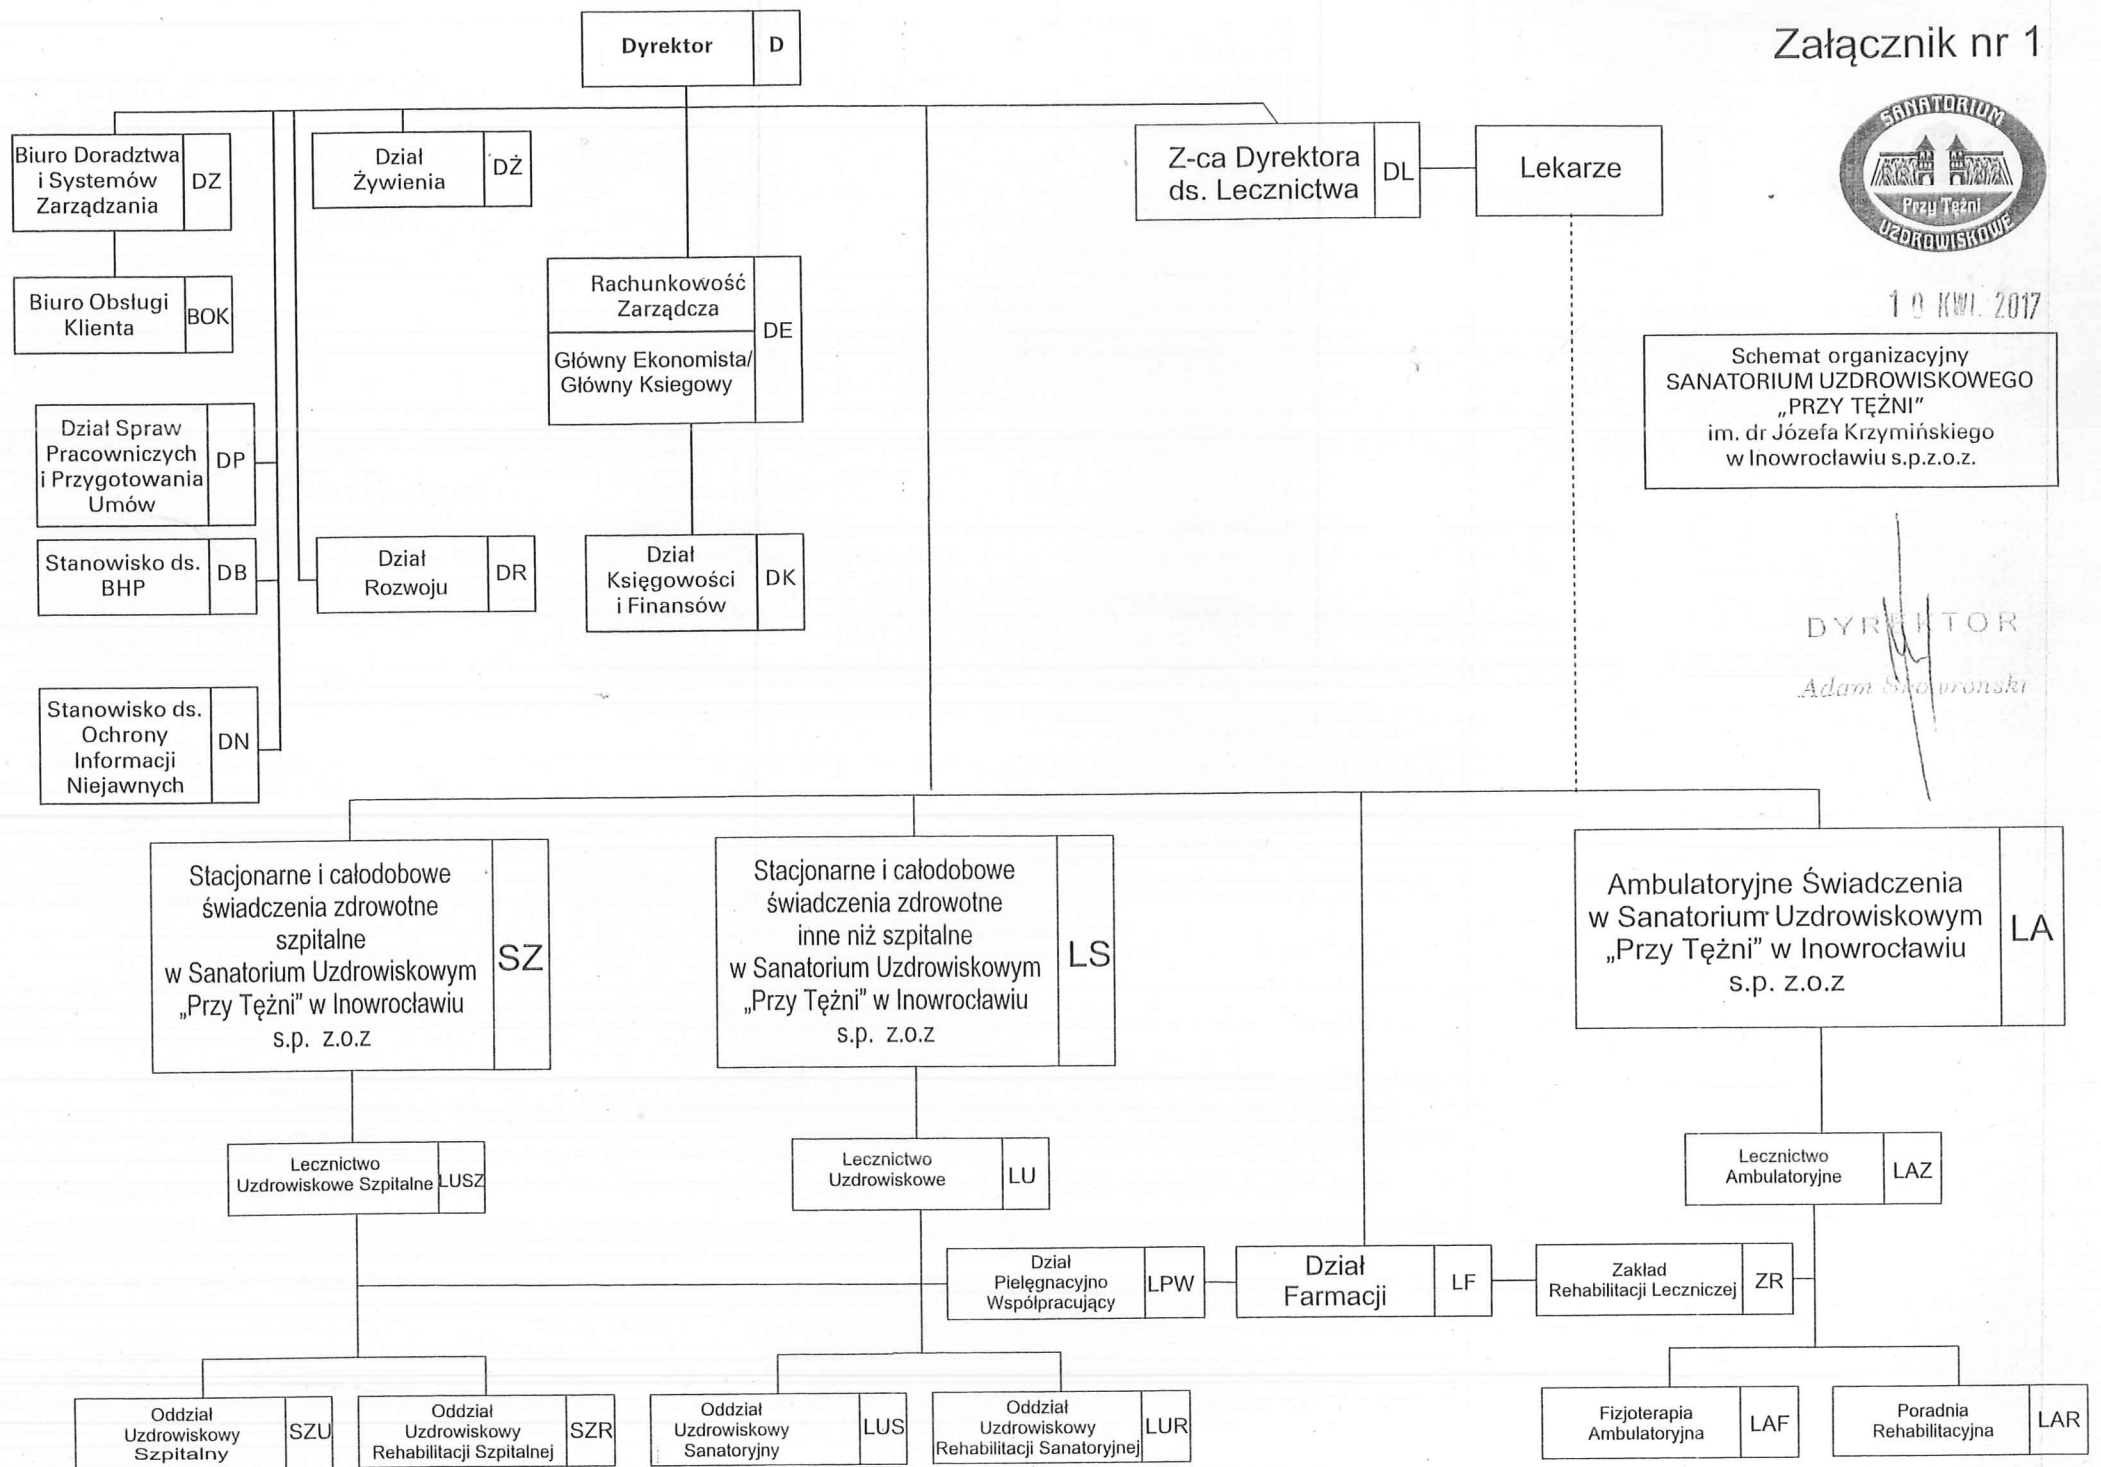 Załącznik nr 1
Dyrektor
D
SANATORIUM
Przy Tężni
UZDROWISKOWE
KWI. 2017
Schemat organizacyjny
SANATORIUM UZDROWISKOWEGO
„PRZY TĘŻNI”
im. dr Józefa Krzymińskiego
w Inowrocławiu s.p.z.o.z.
DYREKTOR
Adam
Biuro Doradztwa
i Systemów
Zarządzania
DZ
Dział
Żywienia
DŻ
Z-ca Dyrektora
ds. Lecznictwa
DL
Lekarze
Biuro Obsługi
Klienta
BOK
Rachunkowość
Zarządcza
Główny Ekonomista/
Główny Ksiegowy
DE
Dział Spraw
Pracowniczych
i Przygotowania
Umów
DP
Stanowisko ds.
BHP
DB
Dział
Rozwoju
DR
Dział
Księgowości
i Finansów
DK
Stanowisko ds.
Ochrony
Informacji
Niejawnych
DN
Stacjonarne i całodobowe
świadczenia zdrowotne
szpitalne
w Sanatorium Uzdrowiskowym
„Przy Tężni” w Inowrocławiu
s.p. z.o.z
SZ
Stacjonarne i całodobowe
świadczenia zdrowotne
inne niż szpitalne
w Sanatorium Uzdrowiskowym
„Przy Tężni” w Inowrocławiu
s.p. z.o.z
LS
Ambulatoryjne Świadczenia
w Sanatorium Uzdrowiskowym
„Przy Tężni” w Inowrocławiu
s.p. z.o.z
LA
Lecznictwo
Uzdrowiskowe Szpitalne
LUSZ
Lecznictwo
Uzdrowiskowe
LU
Lecznictwo
Ambulatoryjne
LAZ
Dział
Pielęgnacyjno
Współpracujący
LPW
Dział
Farmacji
LF
Zakład
Rehabilitacji Leczniczej
ZR
Oddział
Uzdrowiskowy
Szpitalny
SZU
Oddział
Uzdrowiskowy
Rehabilitacji Szpitalnej
SZR
Oddział
Uzdrowiskowy
Sanatoryjny
LUS
Oddział
Uzdrowiskowy
Rehabilitacji Sanatoryjnej
LUR
Fizjoterapia
Ambulatoryjna
LAF
Poradnia
Rehabilitacyjna
LAR